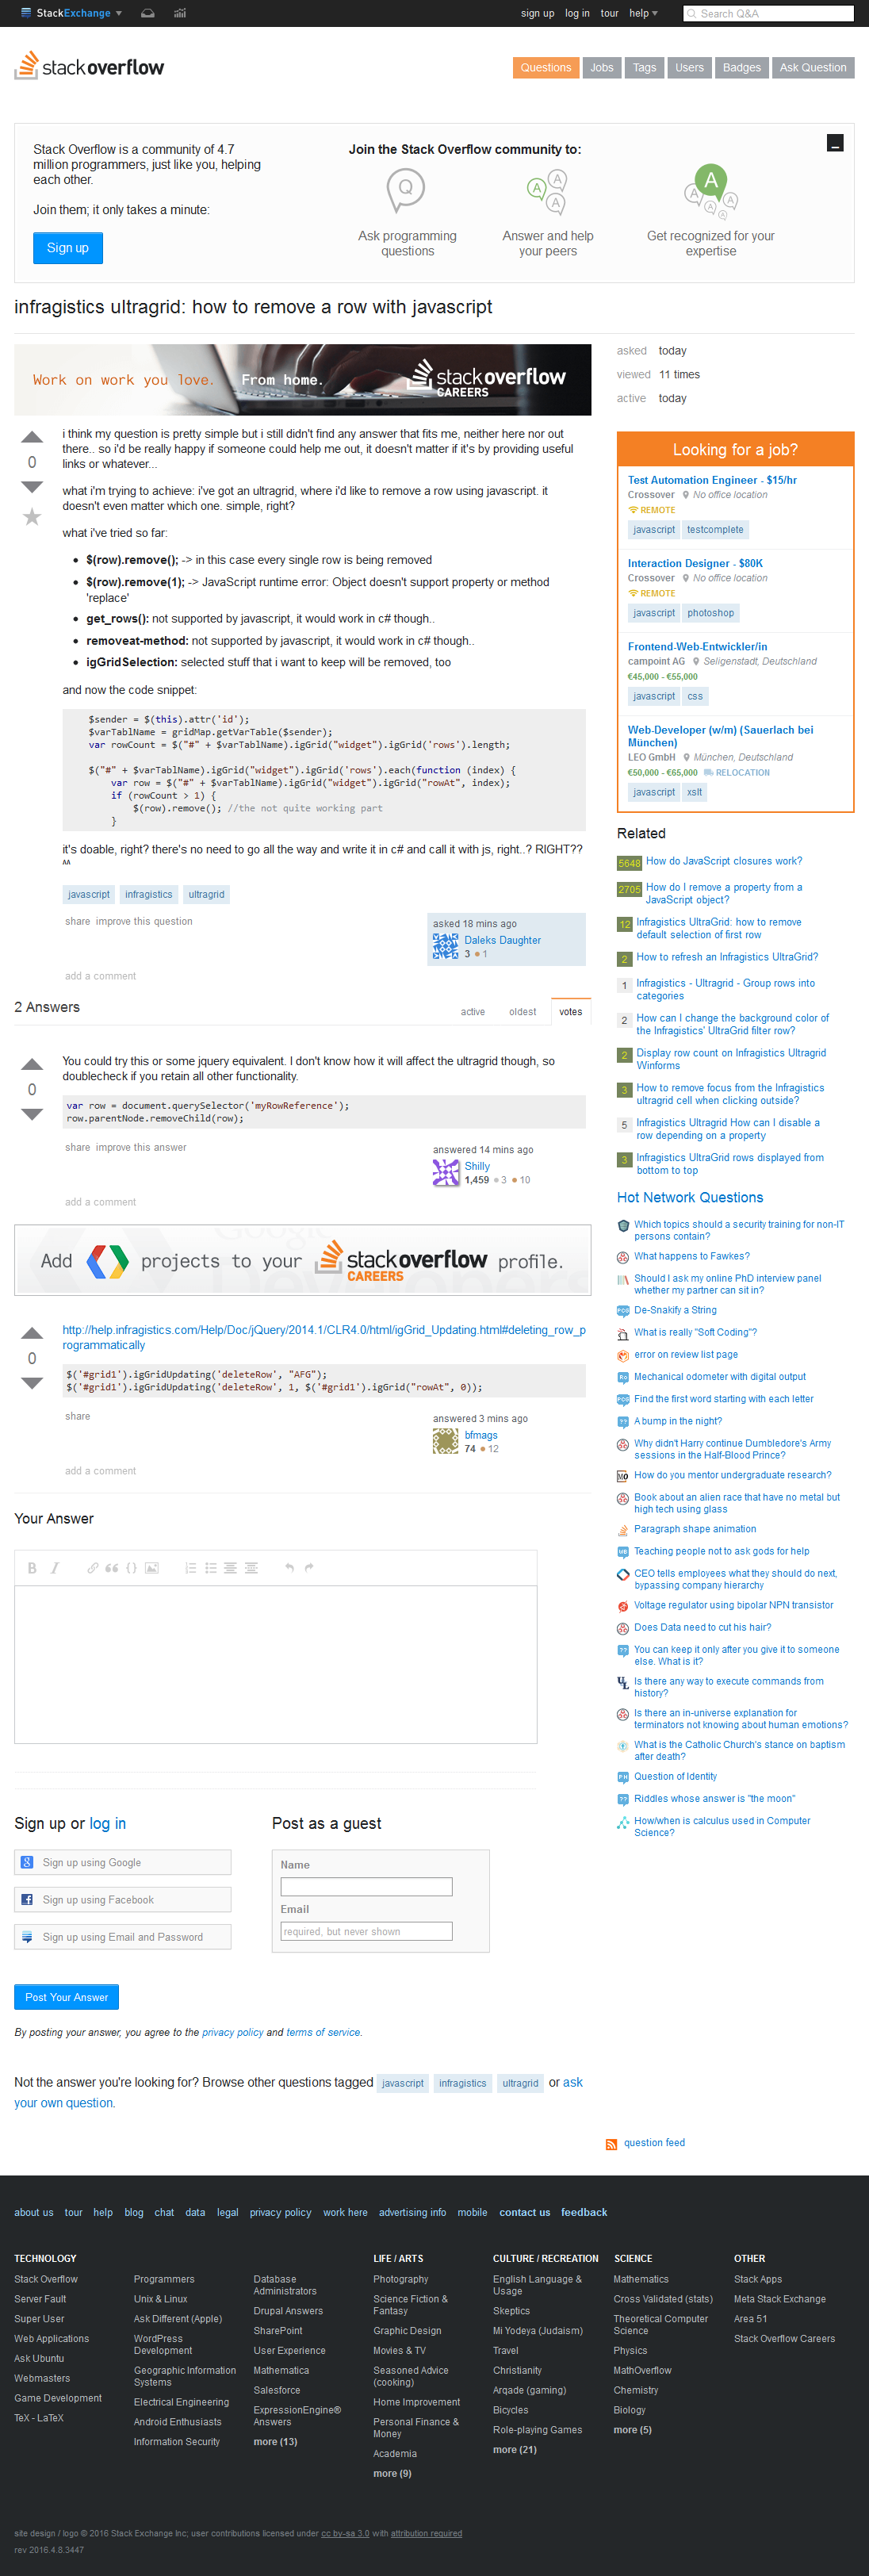 StackExchange
sign up log in tour help
Search Q&A
stackoverflow
Questions Jobs Tags Users Badges Ask Question
Stack Overflow is a community of 4.7
million programmers, just like you, helping
each other.
Join them; it only takes a minute:
Sign up
Join the Stack Overflow community to:
Q
A
A
A
A
A
A
A
Ask programming
questions
Answer and help
your peers
Get recognized for your
expertise
infragistics ultragrid: how to remove a row with javascript
Work on work you love. From home.
stackoverflow
CAREERS
0
i think my question is pretty simple but i still didn't find any answer that fits me, neither here nor out
there.. so i'd be really happy if someone could help me out, it doesn't matter if it's by providing useful
links or whatever...
what i'm trying to achieve: i've got an ultragrid, where i'd like to remove a row using javascript. it
doesn't even matter which one. simple, right?
what i've tried so far:
• $(row).remove(); -> in this case every single row is being removed
• $(row).remove(1); -> JavaScript runtime error: Object doesn't support property or method
'replace'
• get_rows(): not supported by javascript, it would work in c# though..
• removeat-method: not supported by javascript, it would work in c# though..
• igGridSelection: selected stuff that i want to keep will be removed, too
and now the code snippet:
$sender = $(this).attr('id');
$varTablName = gridMap.getVarTable($sender);
var rowCount = $("#" + $varTablName).igGrid("widget").igGrid('rows').length;
$("#" + $varTablName).igGrid("widget").igGrid('rows').each(function (index) {
var row = $("#" + $varTablName).igGrid("widget").igGrid("rowAt", index);
if (rowCount > 1) {
$(row).remove(); //the not quite working part
}
it's doable, right? there's no need to go all the way and write it in c# and call it with js, right..? RIGHT??
^^
javascript infragistics ultragrid
share improve this question
asked 18 mins ago
Daleks Daughter
3 ●1
add a comment
2 Answers
active oldest votes
0
You could try this or some jquery equivalent. I don't know how it will affect the ultragrid though, so
doublecheck if you retain all other functionality.
var row = document.querySelector('myRowReference');
row.parentNode.removeChild(row);
share improve this answer
answered 14 mins ago
Shilly
1,459 ●3 ●10
add a comment
Add projects to your stackoverflow profile.
CAREERS
0
http://help.infragistics.com/Help/Doc/jQuery/2014.1/CLR4.0/html/igGrid_Updating.html#deleting_row_p
rogrammatically
$('#grid1').igGridUpdating('deleteRow', "AFG");
$('#grid1').igGridUpdating('deleteRow', 1, $('#grid1').igGrid("rowAt", 0));
share
answered 3 mins ago
bfmags
74 ●12
add a comment
Your Answer
B I
Sign up or log in
Sign up using Google
Sign up using Facebook
Sign up using Email and Password
Post as a guest
Name
Email
required, but never shown
Post Your Answer
By posting your answer, you agree to the privacy policy and terms of service.
Not the answer you're looking for? Browse other questions tagged javascript infragistics ultragrid or ask
your own question.
asked today
viewed 11 times
active today
Looking for a job?
Test Automation Engineer - $15/hr
Crossover No office location
REMOTE
javascript testcomplete
Interaction Designer - $80K
Crossover No office location
REMOTE
javascript photoshop
Frontend-Web-Entwickler/in
campoint AG Seligenstadt, Deutschland
€45,000 - €55,000
javascript css
Web-Developer (w/m) (Sauerlach bei
München)
LEO GmbH München, Deutschland
€50,000 - €65,000 RELOCATION
javascript xslt
Related
5648 How do JavaScript closures work?
2705 How do I remove a property from a
JavaScript object?
12 Infragistics UltraGrid: how to remove
default selection of first row
2 How to refresh an Infragistics UltraGrid?
1 Infragistics - Ultragrid - Group rows into
categories
2 How can I change the background color of
the Infragistics' UltraGrid filter row?
2 Display row count on Infragistics Ultragrid
Winforms
3 How to remove focus from the Infragistics
ultragrid cell when clicking outside?
5 Infragistics Ultragrid How can I disable a
row depending on a property
3 Infragistics UltraGrid rows displayed from
bottom to top
Hot Network Questions
Which topics should a security training for non-IT
persons contain?
What happens to Fawkes?
Should I ask my online PhD interview panel
whether my partner can sit in?
De-Snakify a String
What is really "Soft Coding"?
error on review list page
Mechanical odometer with digital output
Find the first word starting with each letter
A bump in the night?
Why didn't Harry continue Dumbledore's Army
sessions in the Half-Blood Prince?
How do you mentor undergraduate research?
Book about an alien race that have no metal but
high tech using glass
Paragraph shape animation
Teaching people not to ask gods for help
CEO tells employees what they should do next,
bypassing company hierarchy
Voltage regulator using bipolar NPN transistor
Does Data need to cut his hair?
You can keep it only after you give it to someone
else. What is it?
Is there any way to execute commands from
history?
Is there an in-universe explanation for
terminators not knowing about human emotions?
What is the Catholic Church's stance on baptism
after death?
Question of Identity
Riddles whose answer is "the moon"
How/when is calculus used in Computer
Science?
question feed
about us tour help blog chat data legal privacy policy work here advertising info mobile contact us feedback
TECHNOLOGY
Stack Overflow
Server Fault
Super User
Web Applications
Ask Ubuntu
Webmasters
Game Development
TeX - LaTeX
Programmers
Unix & Linux
Ask Different (Apple)
WordPress
Development
Geographic Information
Systems
Electrical Engineering
Android Enthusiasts
Information Security
Database
Administrators
Drupal Answers
SharePoint
User Experience
Mathematica
Salesforce
ExpressionEngine®
Answers
more (13)
LIFE / ARTS
Photography
Science Fiction &
Fantasy
Graphic Design
Movies & TV
Seasoned Advice
(cooking)
Home Improvement
Personal Finance &
Money
Academia
more (9)
CULTURE / RECREATION
English Language &
Usage
Skeptics
Mi Yodeya (Judaism)
Travel
Christianity
Arqade (gaming)
Bicycles
Role-playing Games
more (21)
SCIENCE
Mathematics
Cross Validated (stats)
Theoretical Computer
Science
Physics
MathOverflow
Chemistry
Biology
more (5)
OTHER
Stack Apps
Meta Stack Exchange
Area 51
Stack Overflow Careers
site design / logo © 2016 Stack Exchange Inc; user contributions licensed under cc by-sa 3.0 with attribution required
rev 2016.4.8.3447